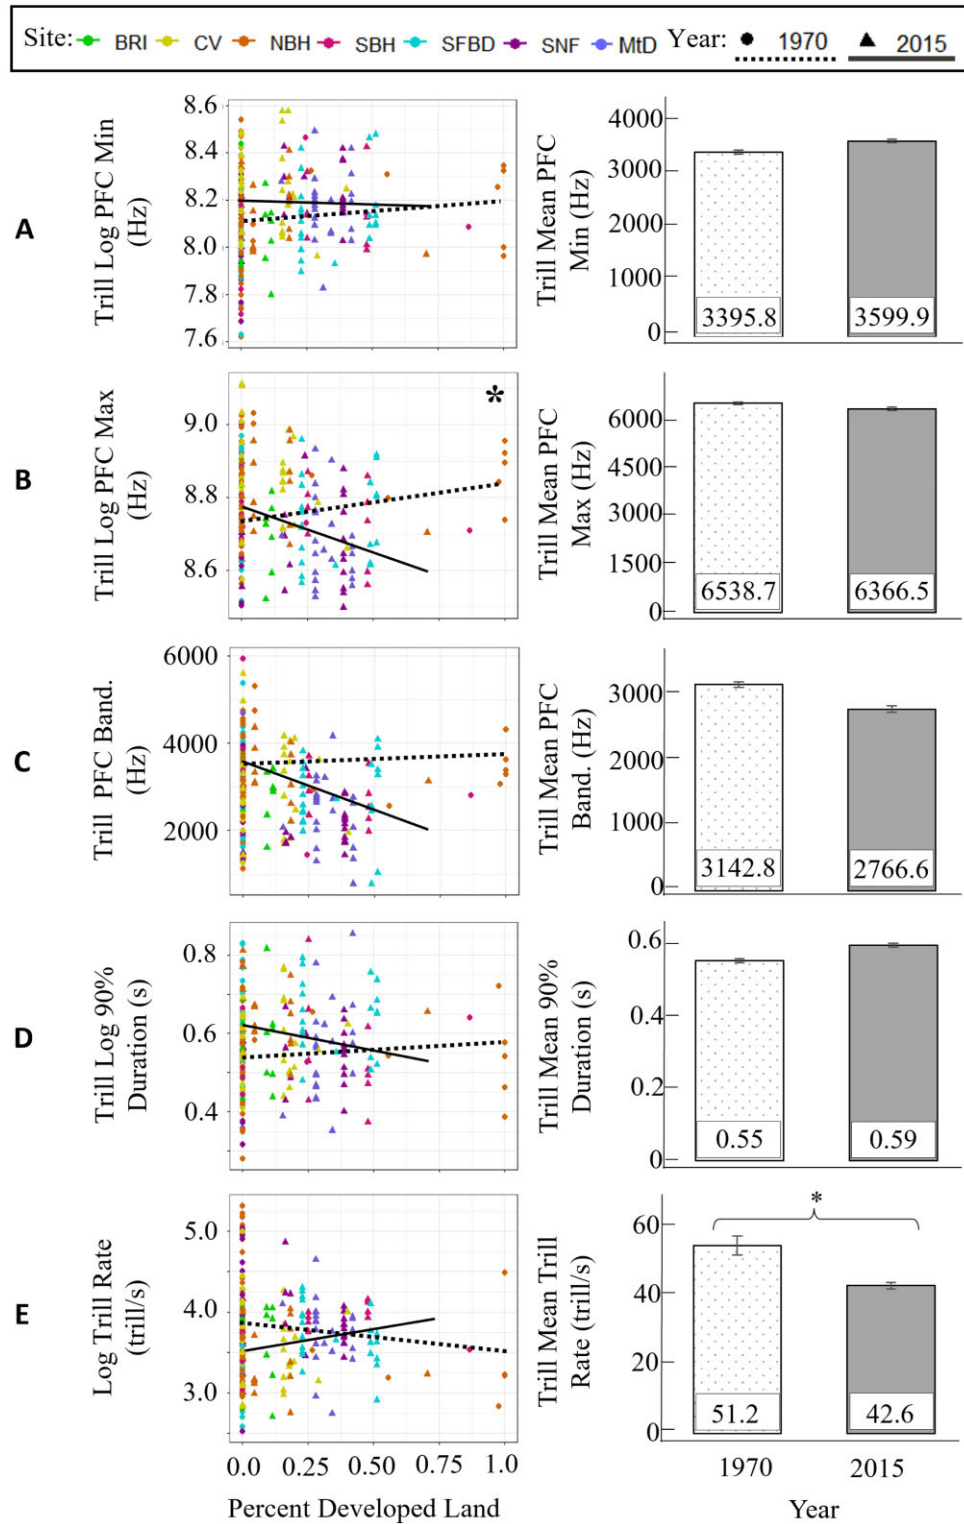 Site: BRI CV NBH SBH SFBD SNF MtD Year: 1970 2015
A
Trill Log PFC Min
(Hz)
8.6
8.4
8.2
8.0
7.8
7.6
Trill Mean PFC
Min (Hz)
4000
3000
2000
1000
0
3395.8
3599.9
B
Trill Log PFC Max
(Hz)
9.0
8.8
8.6
*
Trill Mean PFC
Max (Hz)
6000
4500
3000
1500
0
6538.7
6366.5
C
Trill PFC Band.
(Hz)
6000
4000
2000
Trill Mean PFC
Band. (Hz)
3000
2000
1000
0
3142.8
2766.6
D
Trill Log 90%
Duration (s)
0.8
0.6
0.4
Trill Mean 90%
Duration (s)
0.6
0.4
0.2
0
0.55
0.59
E
Log Trill Rate
(trill/s)
5.0
4.0
3.0
0.0 0.25 0.50 0.75 1.0
Percent Developed Land
Trill Mean Trill
Rate (trill/s)
60
40
20
0
*
51.2
42.6
1970 2015
Year